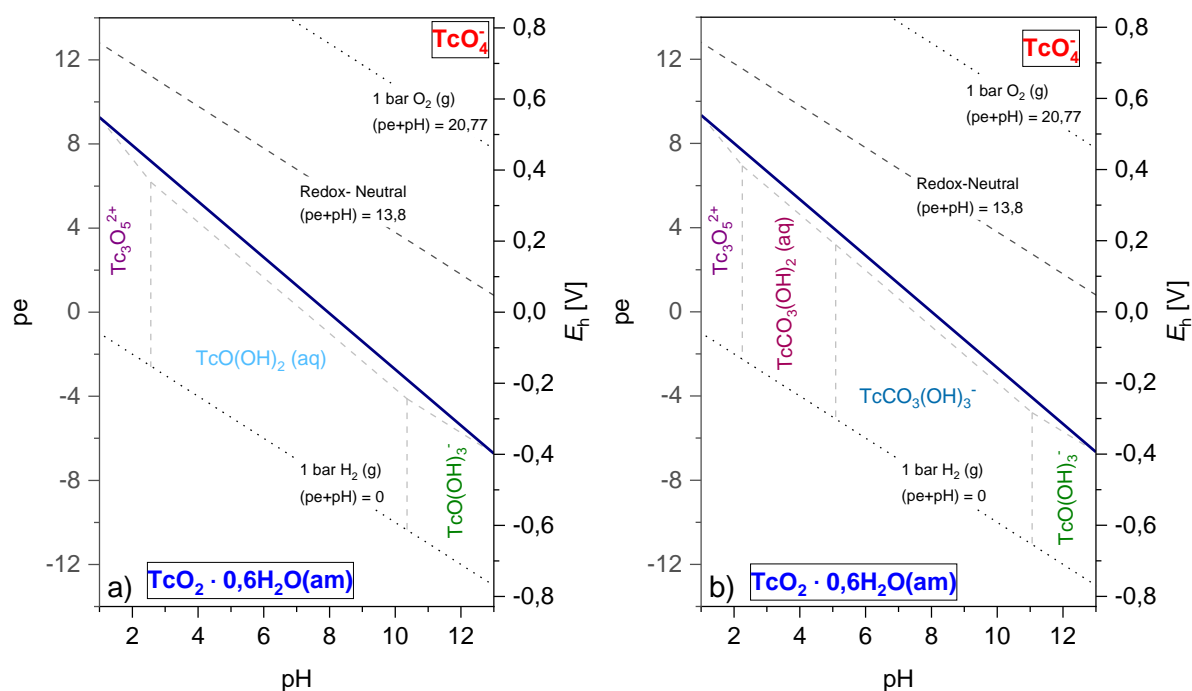 TcO₄⁻
1 bar O₂ (g)
(pe+pH) = 20,77
Redox- Neutral
(pe+pH) = 13,8
Tc₃O₅²⁺
TcO(OH)₂ (aq)
TcO(OH)₃⁻
1 bar H₂ (g)
(pe+pH) = 0
a)
TcO₂ · 0,6H₂O(am)
12
8
4
0
-4
-8
-12
pe
0,8
0,6
0,4
0,2
0,0
-0,2
-0,4
-0,6
-0,8
Eₕ [V]
2 4 6 8 10 12
pH
TcO₄⁻
1 bar O₂ (g)
(pe+pH) = 20,77
Redox- Neutral
(pe+pH) = 13,8
Tc₃O₅²⁺
TcCO₃(OH)₂ (aq)
TcCO₃(OH)₃⁻
TcO(OH)₃⁻
1 bar H₂ (g)
(pe+pH) = 0
b)
TcO₂ · 0,6H₂O(am)
12
8
4
0
-4
-8
-12
pe
0,8
0,6
0,4
0,2
0,0
-0,2
-0,4
-0,6
-0,8
Eₕ [V]
2 4 6 8 10 12
pH